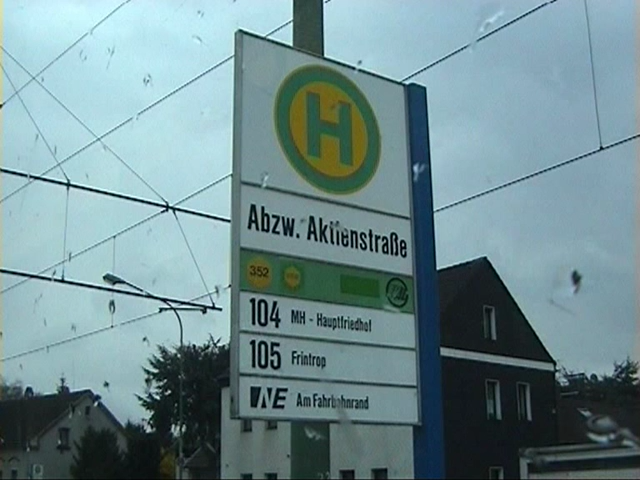 H
Abzw. Aktienstraße
352
104 MH - Hauptfriedhof
105 Frintrop
NE Am Fahrbahnrand